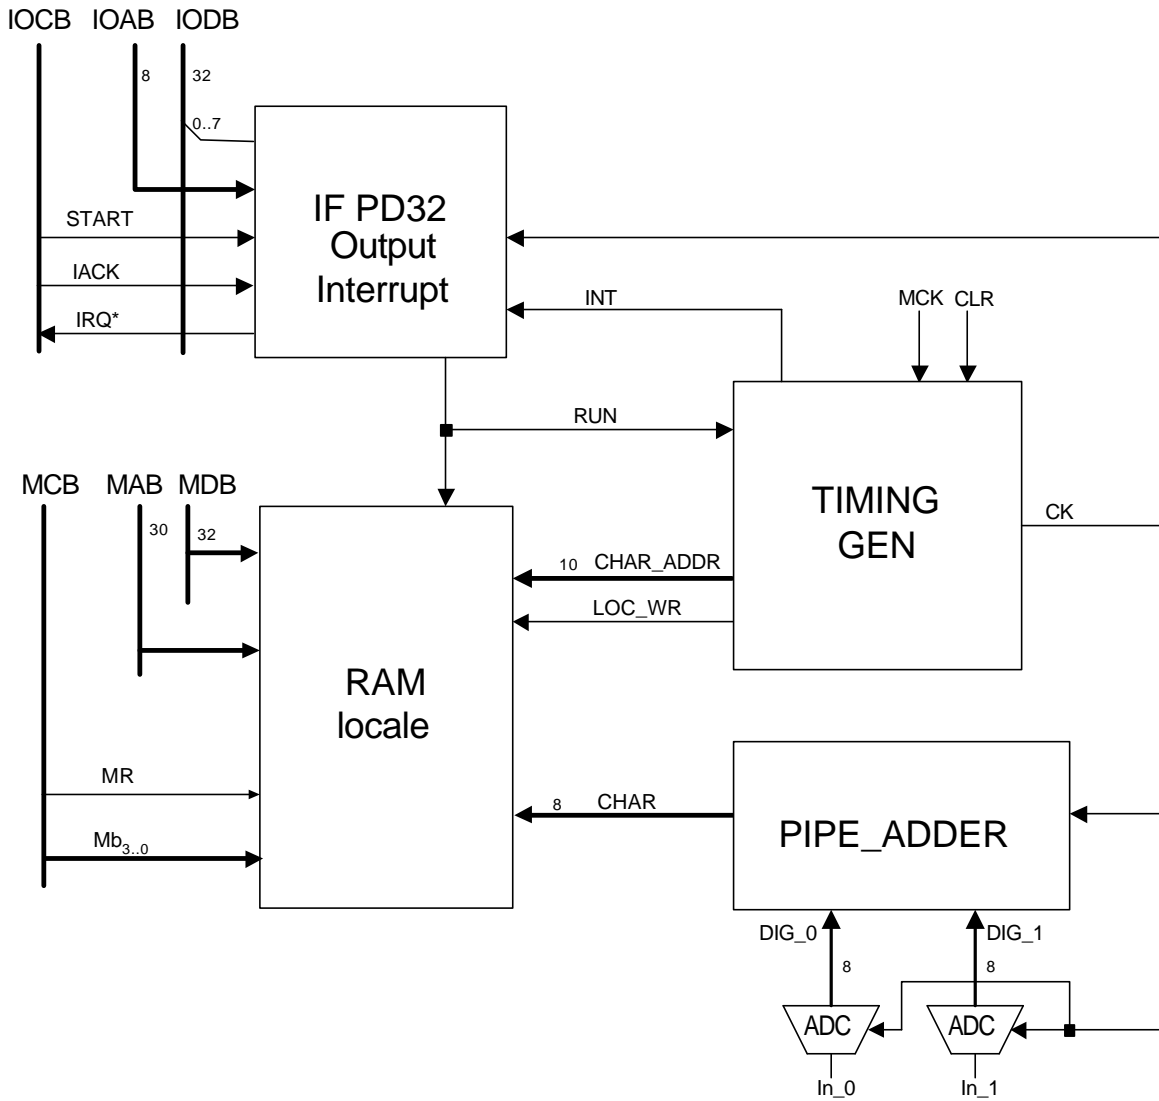 IOCB IOAB IODB
8 32
0..7
IF PD32
Output
Interrupt
START
IACK
IRQ*
INT
MCK CLR
RUN
MCB MAB MDB
30 32
TIMING
GEN
CK
10 CHAR_ADDR
LOC_WR
RAM
locale
MR
Mb3..0
8 CHAR
PIPE_ADDER
DIG_0 DIG_1
8 8
ADC ADC
In_0 In_1